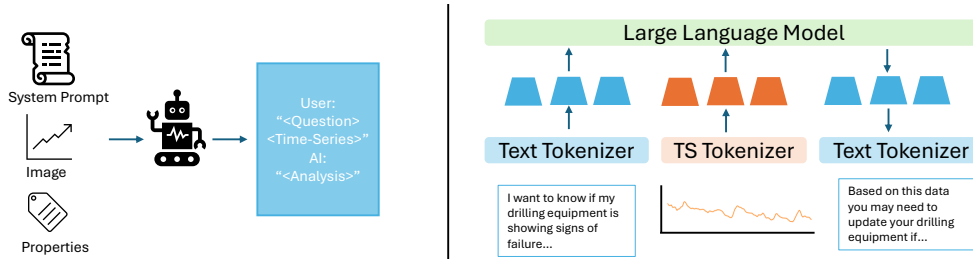 System Prompt
Image
Properties
User:
“<Question>
<Time-Series>”
AI:
“<Analysis>”
Large Language Model
Text Tokenizer
TS Tokenizer
Text Tokenizer
I want to know if my
drilling equipment is
showing signs of
failure...
Based on this data
you may need to
update your drilling
equipment if...